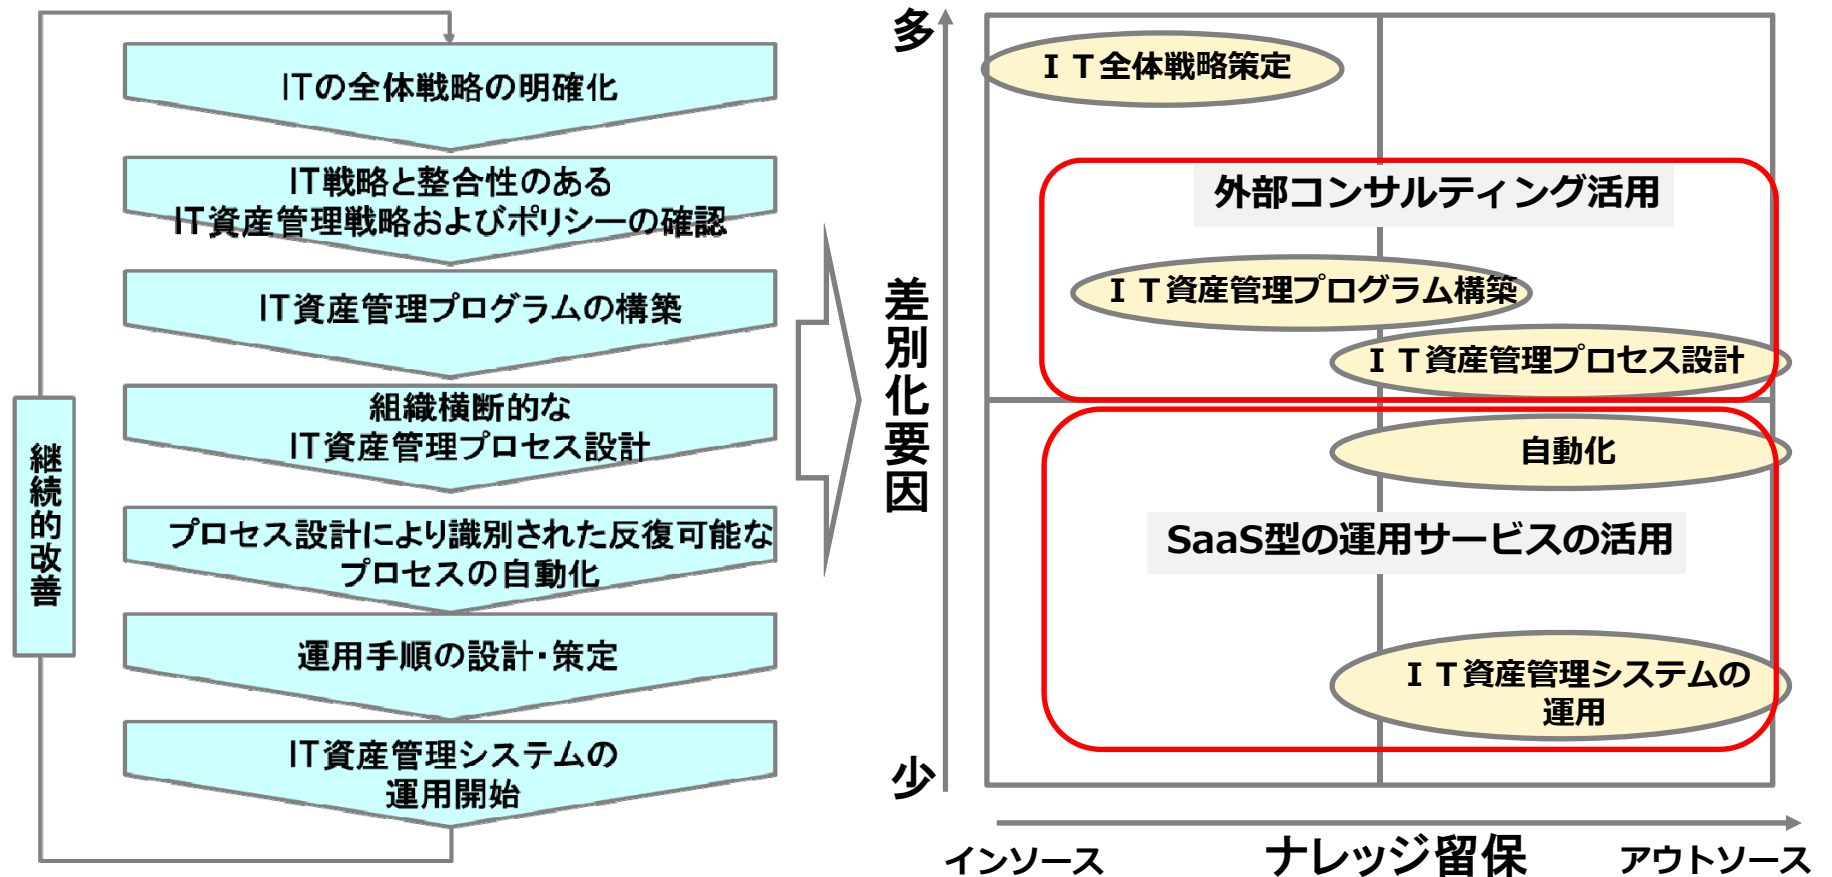 ITの全体戦略の明確化
IT戦略と整合性のある
IT資産管理戦略およびポリシーの確認
IT資産管理プログラムの構築
組織横断的な
IT資産管理プロセス設計
プロセス設計により識別された反復可能な
プロセスの自動化
運用手順の設計・策定
IT資産管理システムの
運用開始
継続的改善
多
差別化要因
少
ＩＴ全体戦略策定
外部コンサルティング活用
ＩＴ資産管理プログラム構築
ＩＴ資産管理プロセス設計
自動化
SaaS型の運用サービスの活用
ＩＴ資産管理システムの
運用
インソース
ナレッジ留保
アウトソース